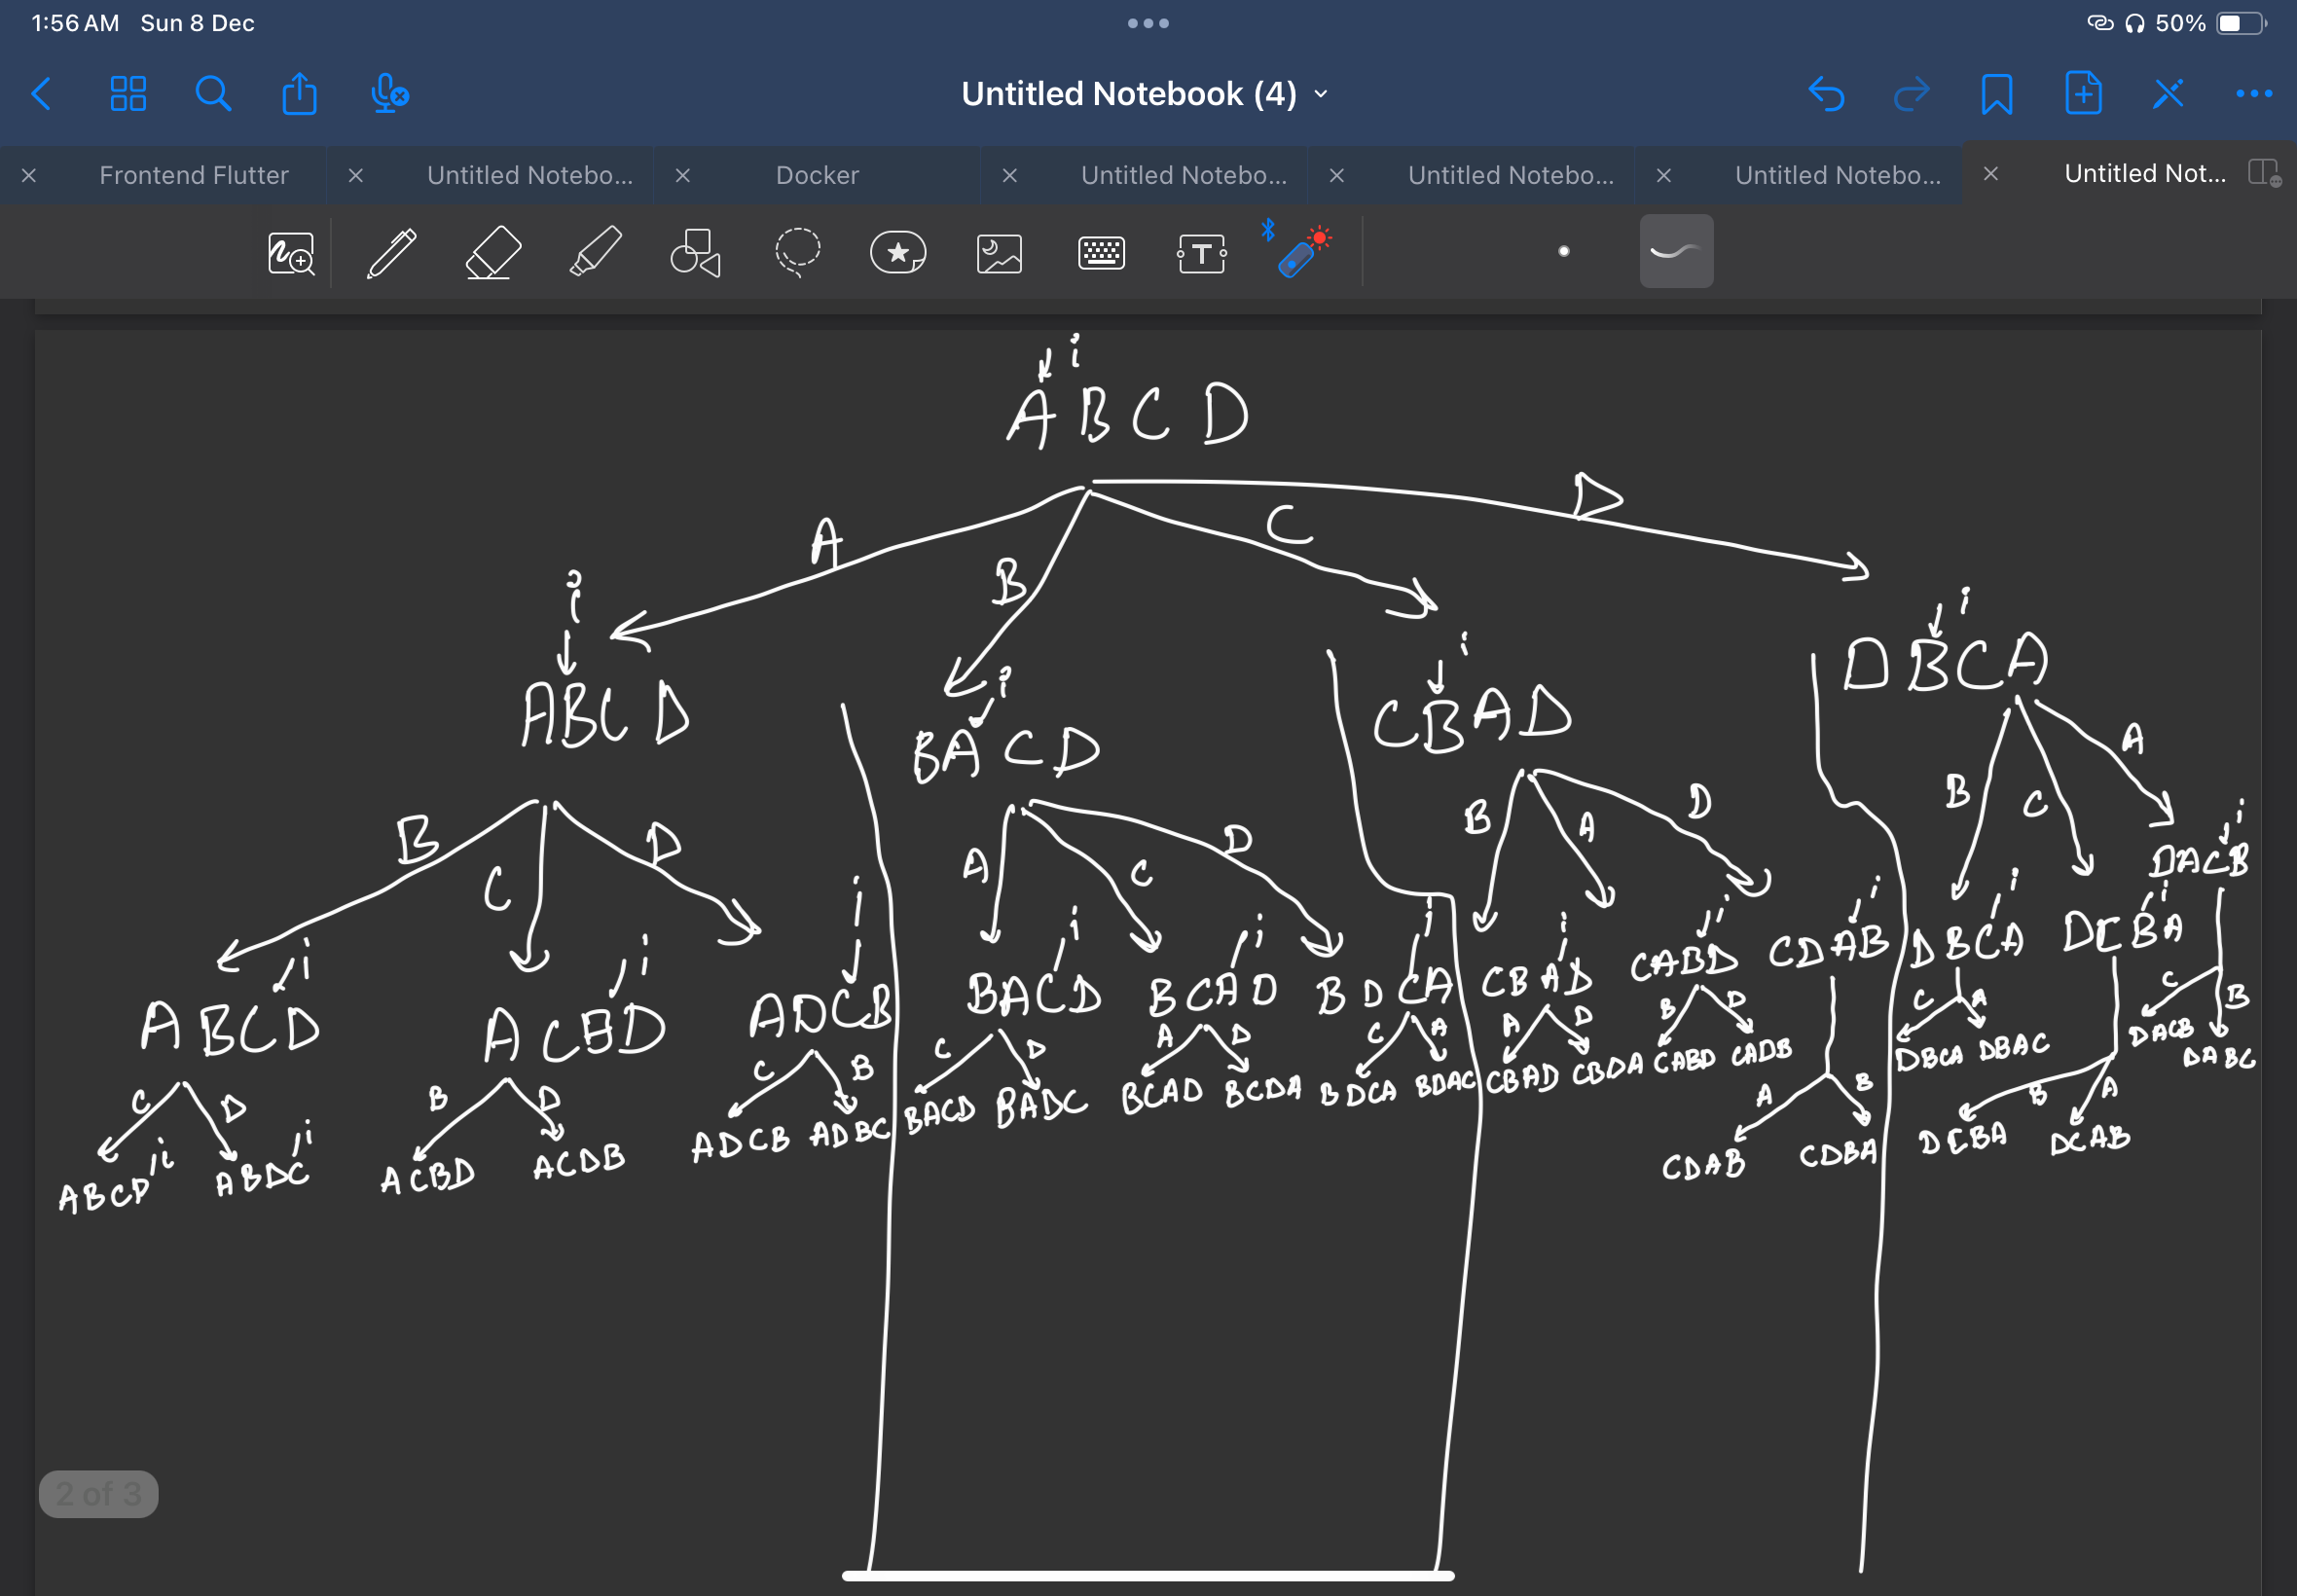 1:56 AM Sun 8 Dec 50%
Untitled Notebook (4)
Frontend Flutter Untitled Notebo... Docker Untitled Notebo... Untitled Notebo... Untitled Notebo... Untitled Not...
T
i
A B C D
A B C D
i i i i
ABCD BACD CBAD DBCA
B C D A C D B A D B C A
i i i i i i i i i i i i
ABCD ACBD ADCB BACD BCAD BDCA CBAD CABD CDAB DBCA DCBA DACB
C D B D C B C D A D C A A D B D A B C A B A C B
ABCD i ABDC i ACBD ACDB ADCB ADBC BACD BADC BCAD BCDA BDCA BDAC CBAD CBDA CABD CADB CDAB CDBA DBCA DBAC DCBA DCAB DACB DABC
2 of 3